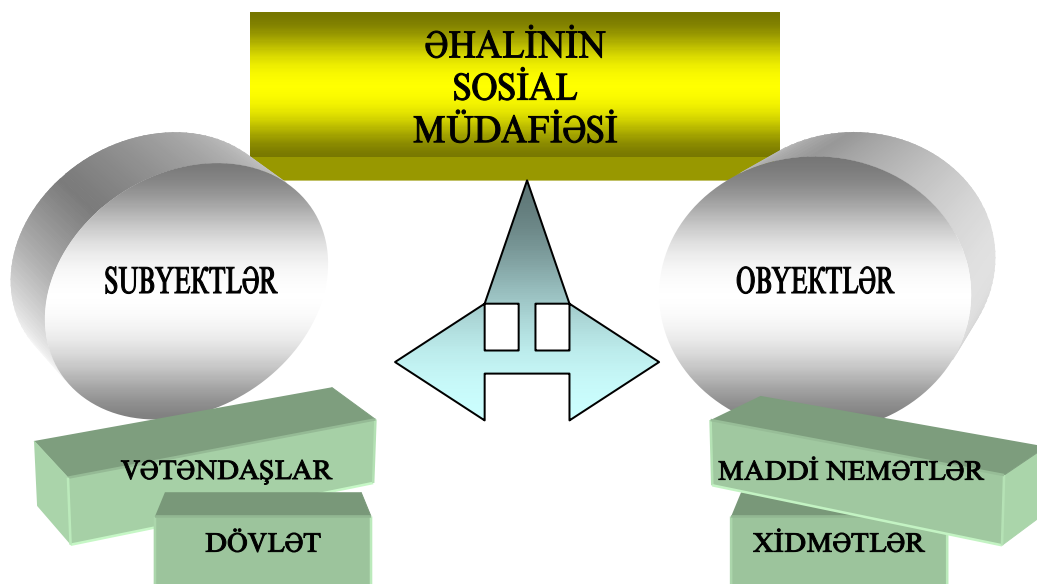 ƏHALİNİN
SOSİAL
MÜDAFİƏSİ
SUBYEKTLƏR
OBYEKTLƏR
VƏTƏNDAŞLAR
MADDİ NEMƏTLƏR
DÖVLƏT
XİDMƏTLƏR